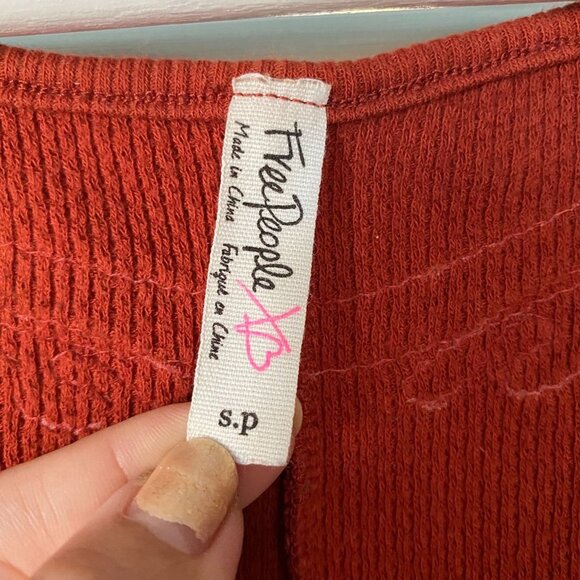 Free People
Made in China Fabriqué en Chine
s.p